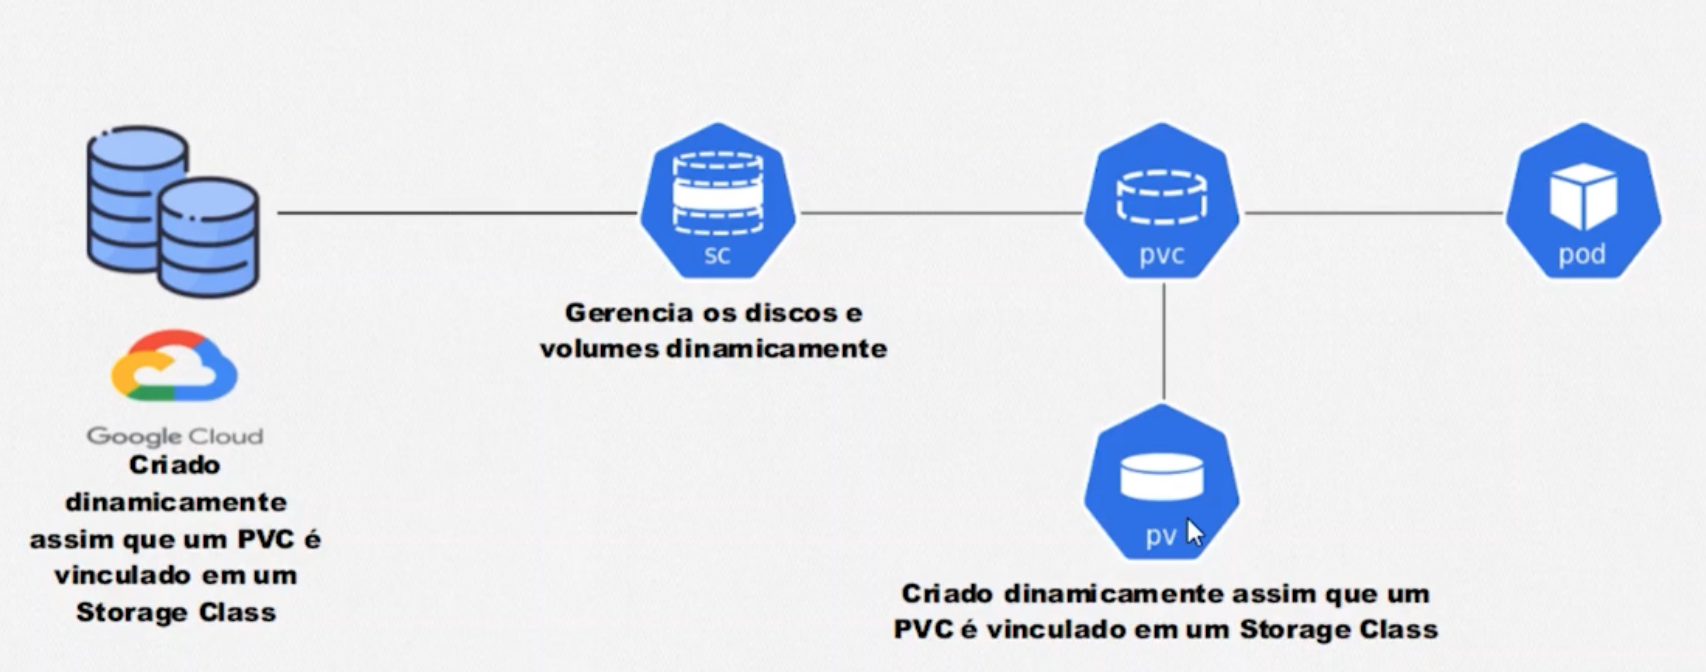 sc
pvc
pod
Gerencia os discos e
volumes dinamicamente
Google Cloud
Criado
dinamicamente
assim que um PVC é
vinculado em um
Storage Class
pv
Criado dinamicamente assim que um
PVC é vinculado em um Storage Class